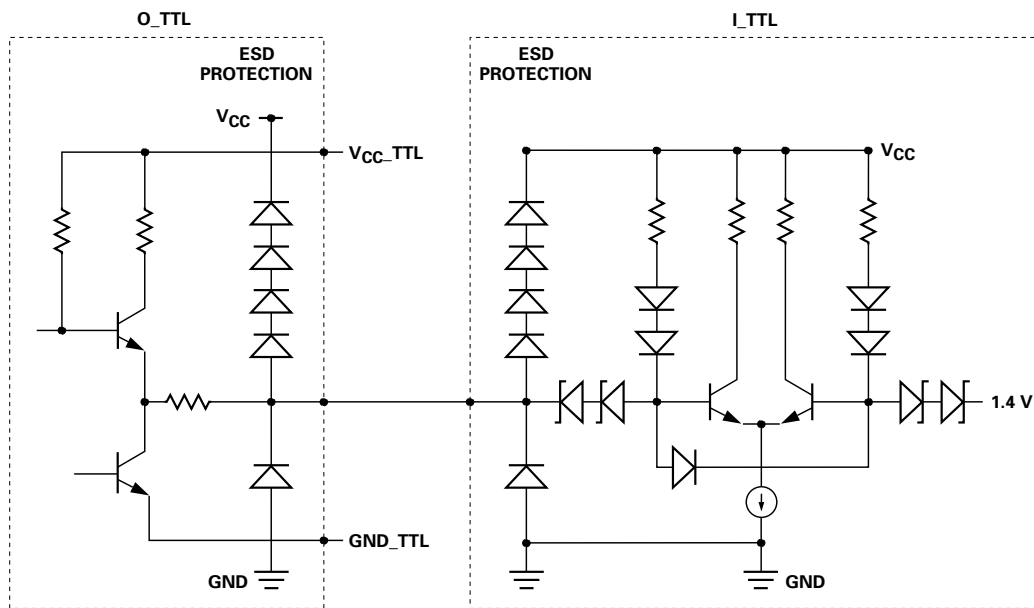 O_TTL
I_TTL
ESD
PROTECTION
ESD
PROTECTION
VCC
VCC_TTL
VCC
1.4 V
GND_TTL
GND
GND